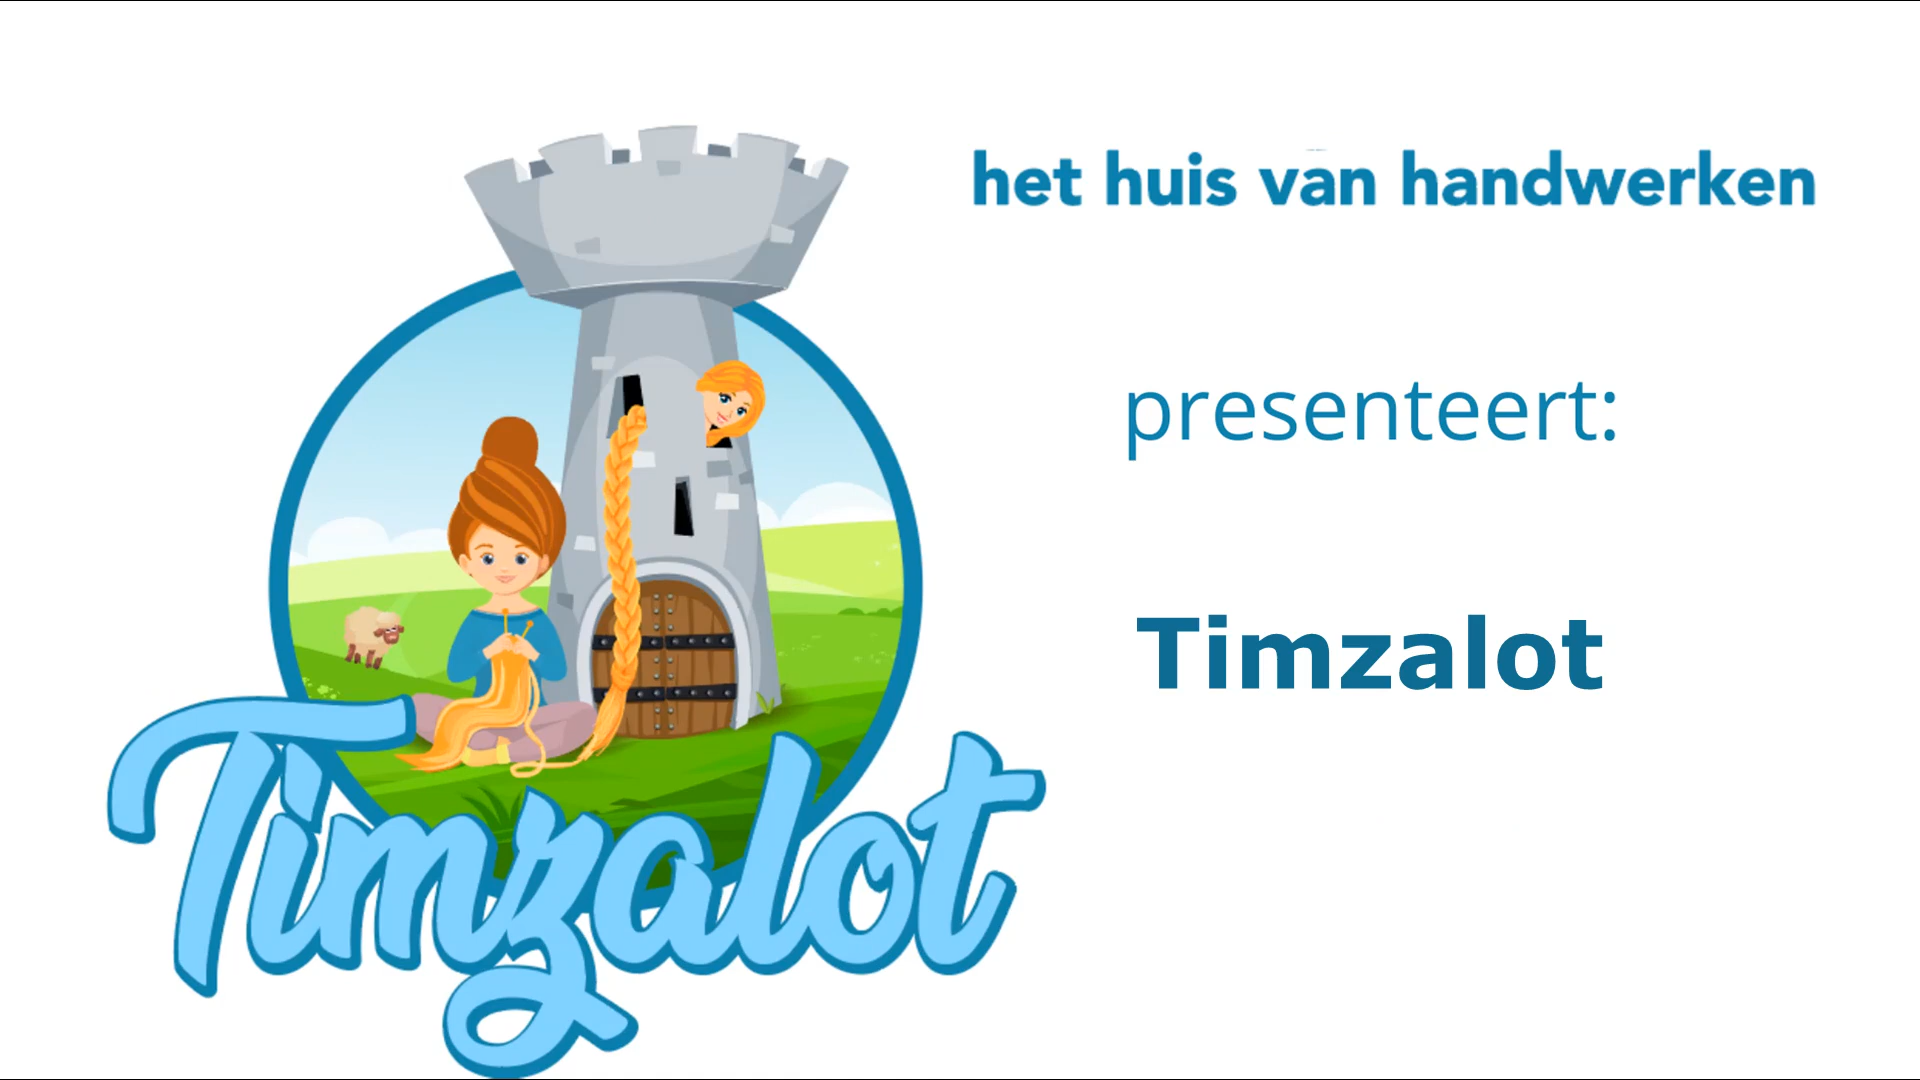 het huis van handwerken
presenteert:
Timzalot
Timzalot